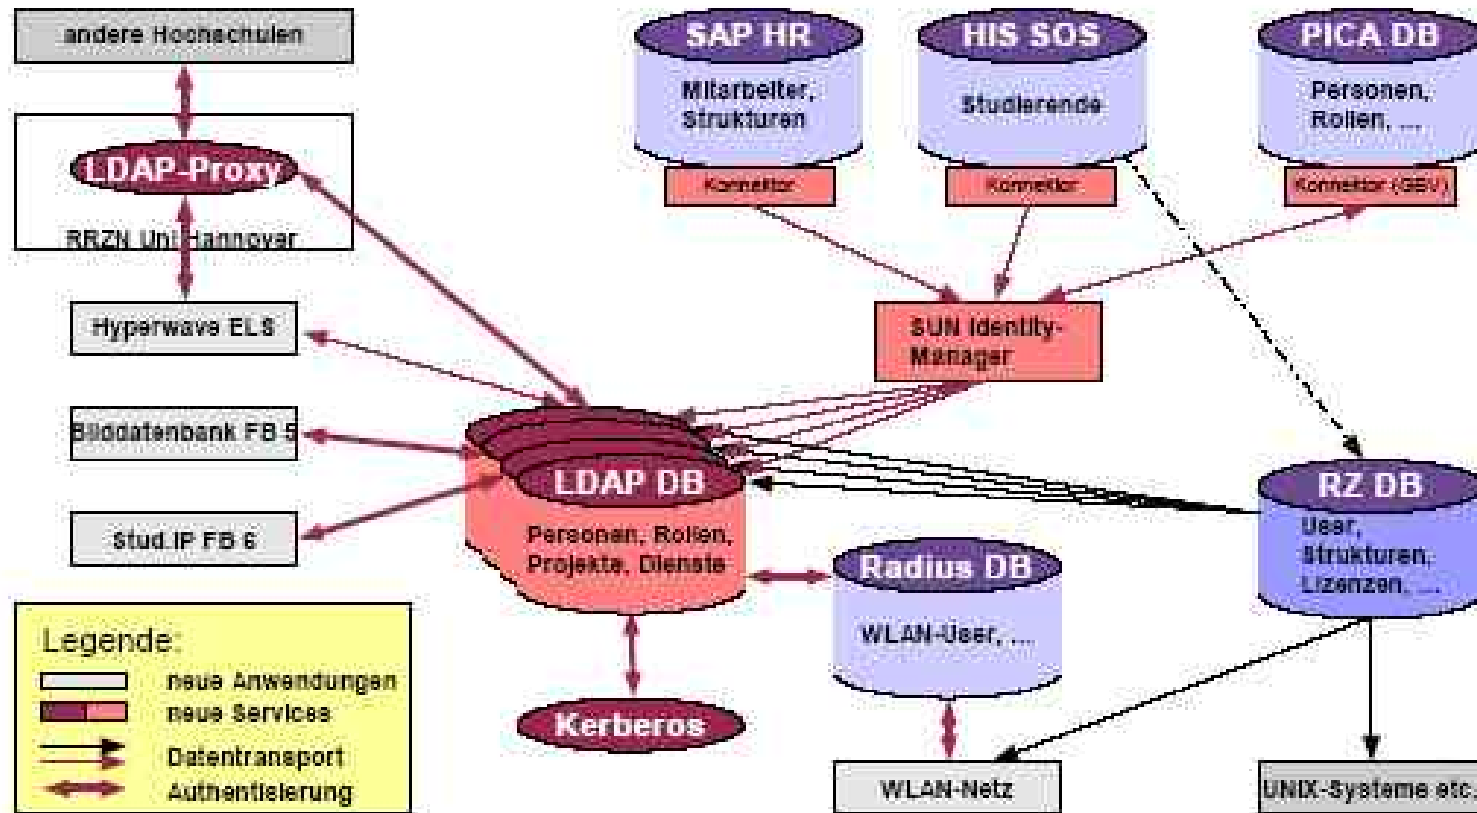 andere Hochschulen
LDAP-Proxy
RRZN Uni Hannover
Hyperwave ELS
Bilddatenbank FB 5
Stud.IP FB 6
SAP HR
Mitarbeiter,
Strukturen
Konnektor
HIS SOS
Studierende
Konnektor
PICA DB
Personen,
Rollen, ...
Konnektor (GBV)
SUN Identity-
Manager
LDAP DB
Personen, Rollen,
Projekte, Dienste
Radius DB
WLAN-User, ...
RZ DB
User,
Strukturen,
Lizenzen, ...
Kerberos
WLAN-Netz
UNIX-Systeme etc.
Legende:
neue Anwendungen
neue Services
Datentransport
Authentisierung